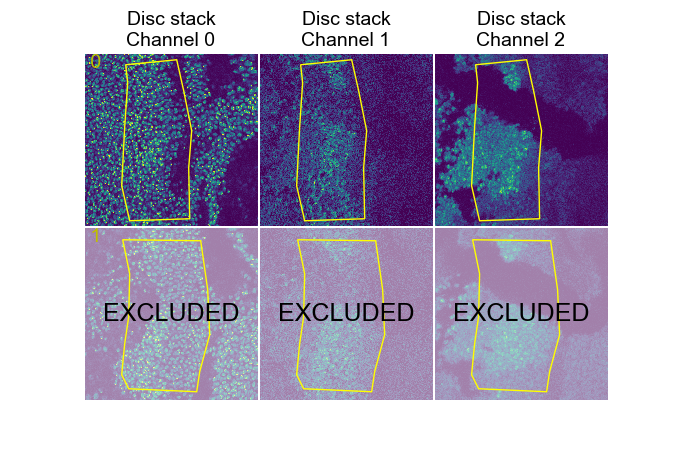 Disc stack Disc stack Disc stack
Channel 0 Channel 1 Channel 2
0
1
EXCLUDED EXCLUDED EXCLUDED